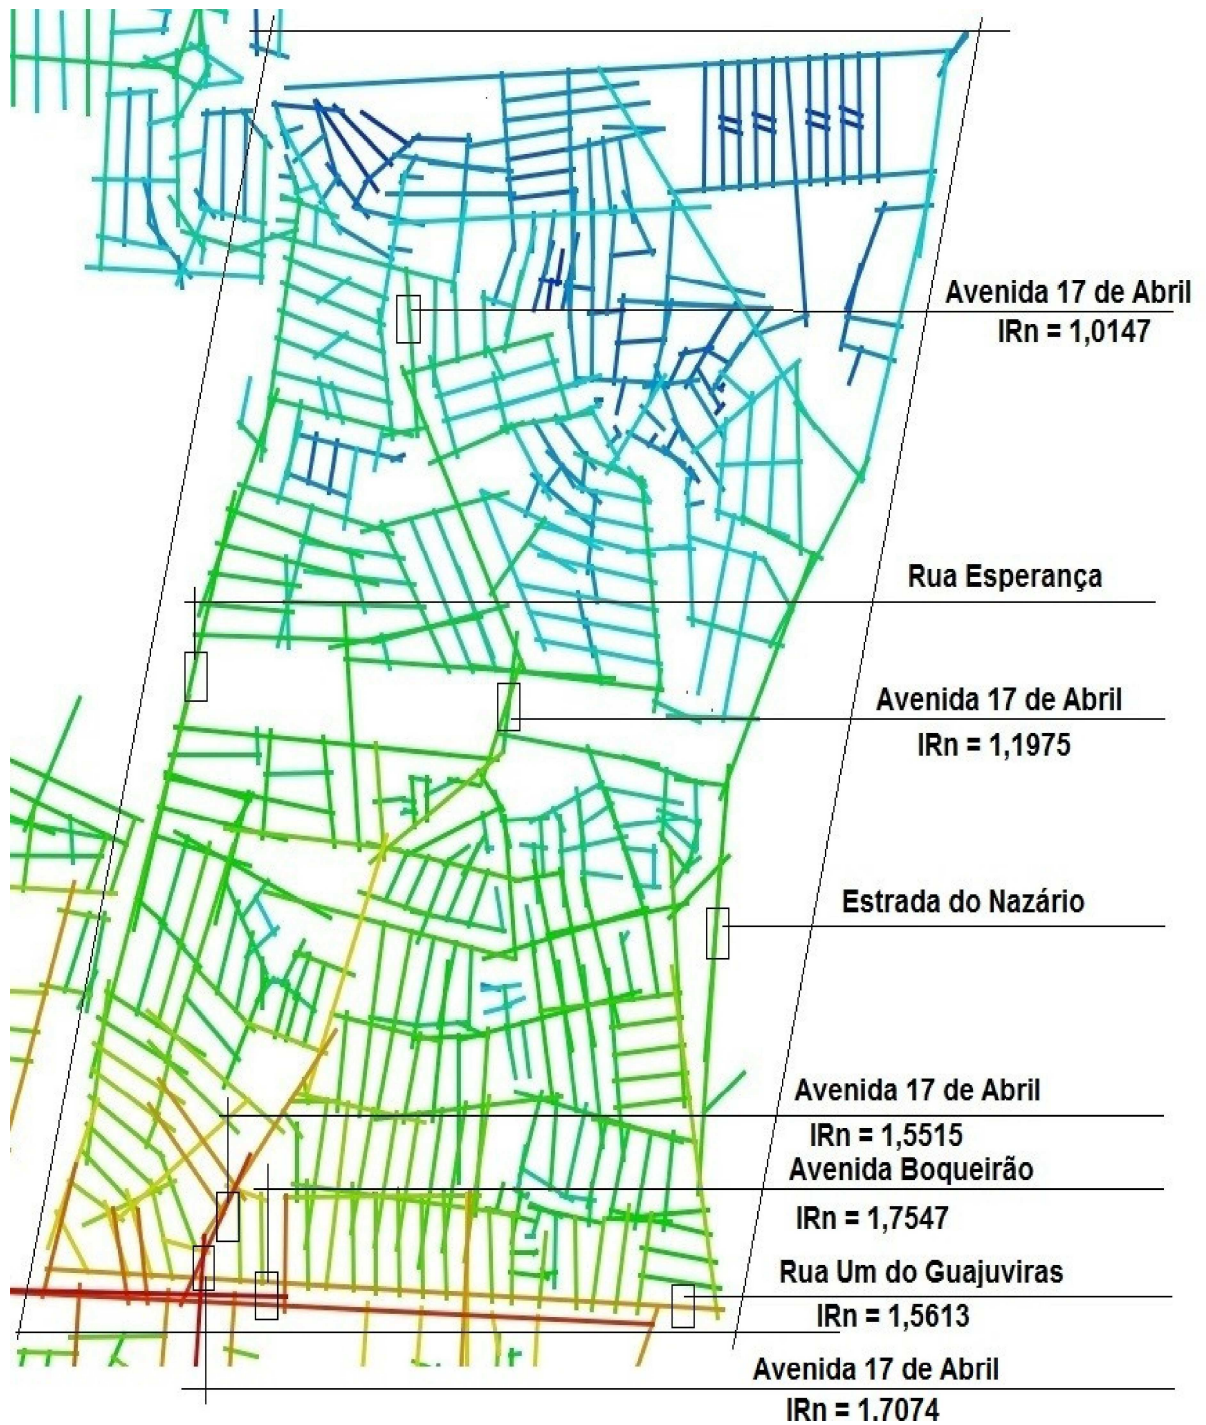 Avenida 17 de Abril
IRn = 1,0147
Rua Esperança
Avenida 17 de Abril
IRn = 1,1975
Estrada do Nazário
Avenida 17 de Abril
IRn = 1,5515
Avenida Boqueirão
IRn = 1,7547
Rua Um do Guajuviras
IRn = 1,5613
Avenida 17 de Abril
IRn = 1,7074